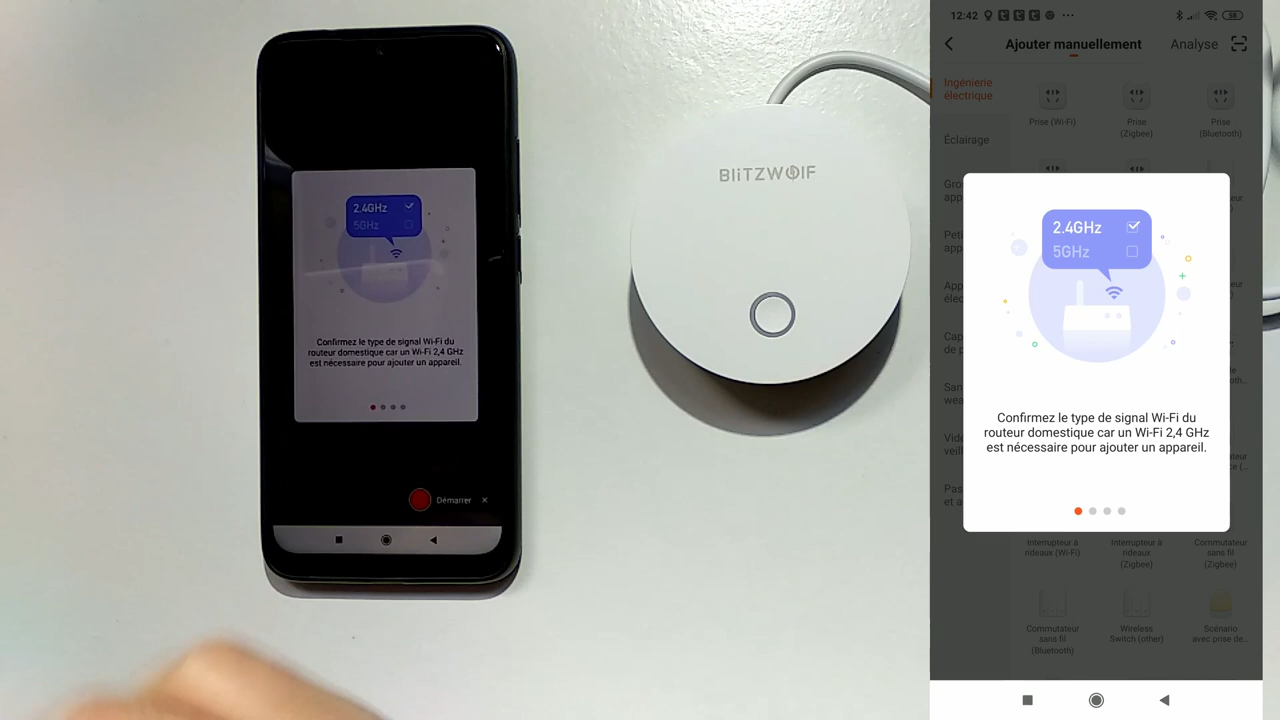 2.4GHz
5GHz
Confirmez le type de signal Wi-Fi du
routeur domestique car un Wi-Fi 2,4 GHz
est nécessaire pour ajouter un appareil.
Démarrer ×
BLiTZWOlF
12:42
58
Ajouter manuellement
Analyse
Ingénierie
électrique
Prise (Wi-Fi)
Prise
(Zigbee)
Prise
(Bluetooth)
Éclairage
2.4GHz
5GHz
Confirmez le type de signal Wi-Fi du
routeur domestique car un Wi-Fi 2,4 GHz
est nécessaire pour ajouter un appareil.
Interrupteur à
rideaux (Wi-Fi)
Interrupteur à
rideaux
(Zigbee)
Commutateur
sans fil
(Zigbee)
Commutateur
sans fil
(Bluetooth)
Wireless
Switch (other)
Scénario
avec prise de...